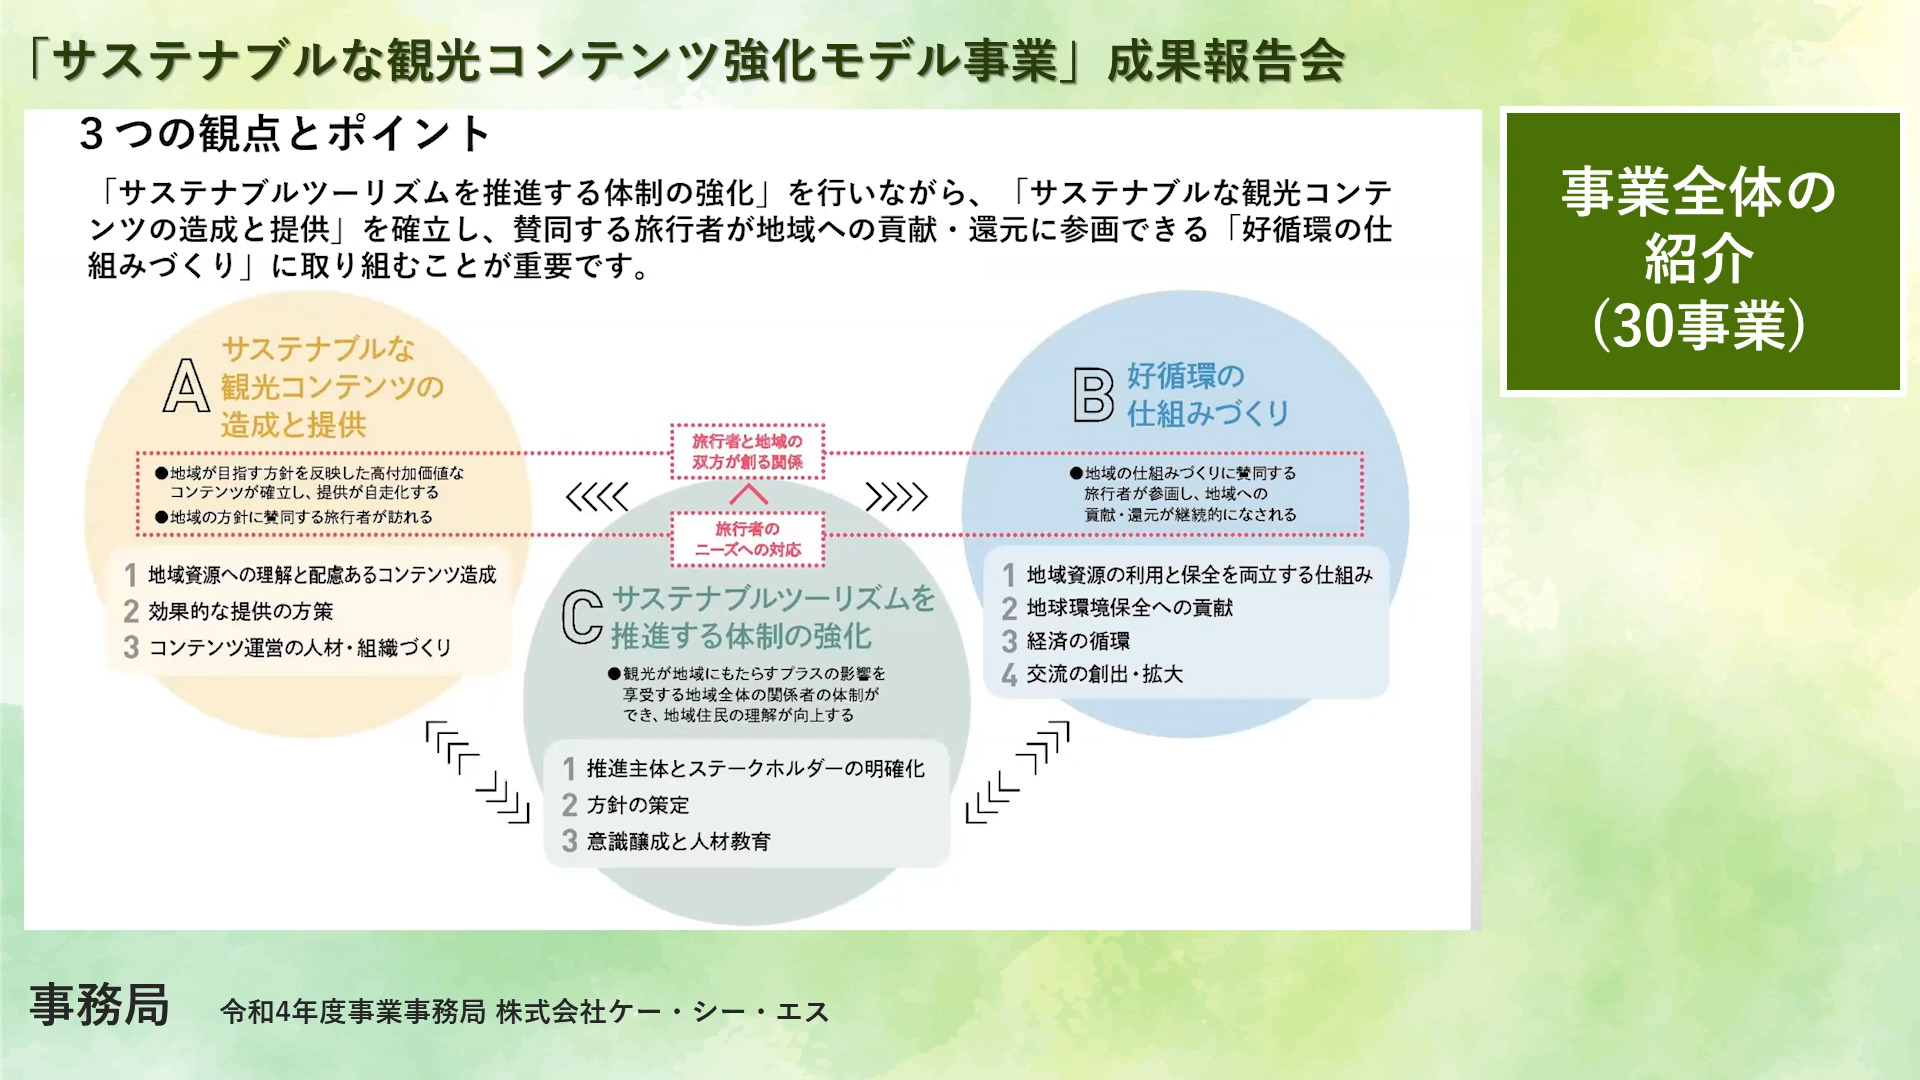 「サステナブルな観光コンテンツ強化モデル事業」成果報告会
3つの観点とポイント
「サステナブルツーリズムを推進する体制の強化」を行いながら、「サステナブルな観光コンテ
ンツの造成と提供」を確立し、賛同する旅行者が地域への貢献・還元に参画できる「好循環の仕
組みづくり」に取り組むことが重要です。
事業全体の
紹介
(30事業)
A サステナブルな
観光コンテンツの
造成と提供
●地域が目指す方針を反映した高付加価値な
コンテンツが確立し、提供が自走化する
●地域の方針に賛同する旅行者が訪れる
1 地域資源への理解と配慮あるコンテンツ造成
2 効果的な提供の方策
3 コンテンツ運営の人材・組織づくり
旅行者と地域の
双方が創る関係
旅行者の
ニーズへの対応
B 好循環の
仕組みづくり
●地域の仕組みづくりに賛同する
旅行者が参画し、地域への
貢献・還元が継続的になされる
1 地域資源の利用と保全を両立する仕組み
2 地球環境保全への貢献
3 経済の循環
4 交流の創出・拡大
C サステナブルツーリズムを
推進する体制の強化
●観光が地域にもたらすプラスの影響を
享受する地域全体の関係者の体制が
でき、地域住民の理解が向上する
1 推進主体とステークホルダーの明確化
2 方針の策定
3 意識醸成と人材教育
事務局 令和4年度事業事務局 株式会社ケー・シー・エス